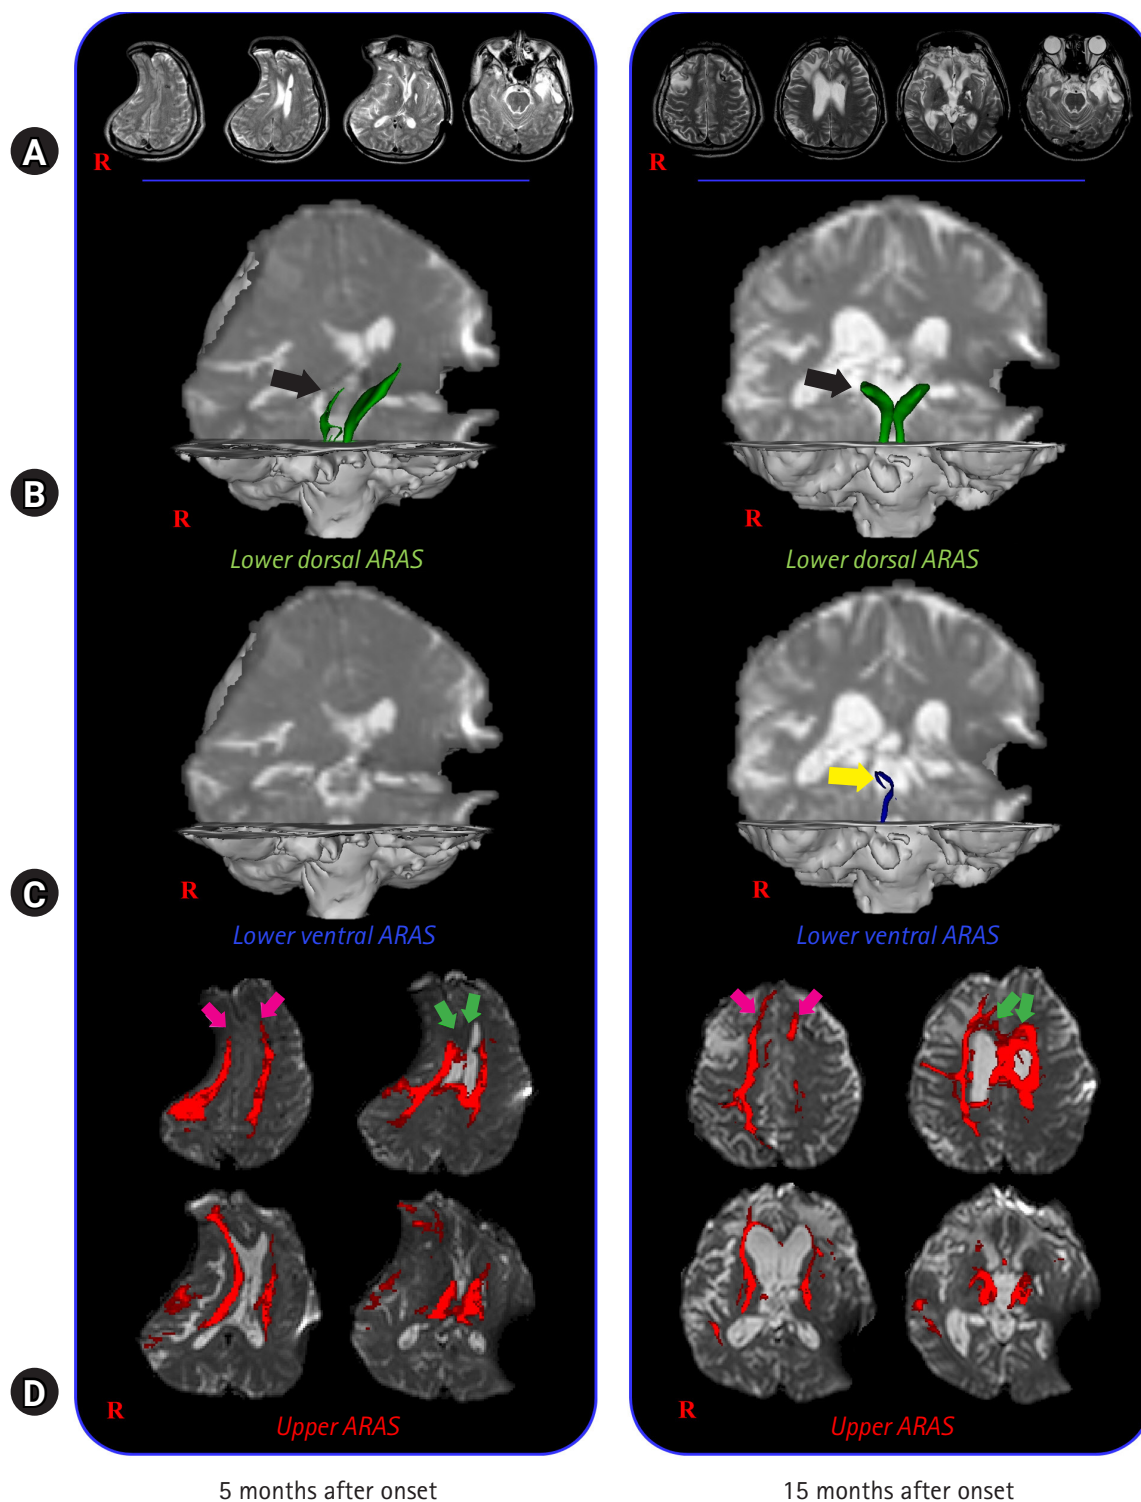 A
R
R
B
R
R
Lower dorsal ARAS
Lower dorsal ARAS
C
R
R
Lower ventral ARAS
Lower ventral ARAS
D
R
R
Upper ARAS
Upper ARAS
5 months after onset
15 months after onset